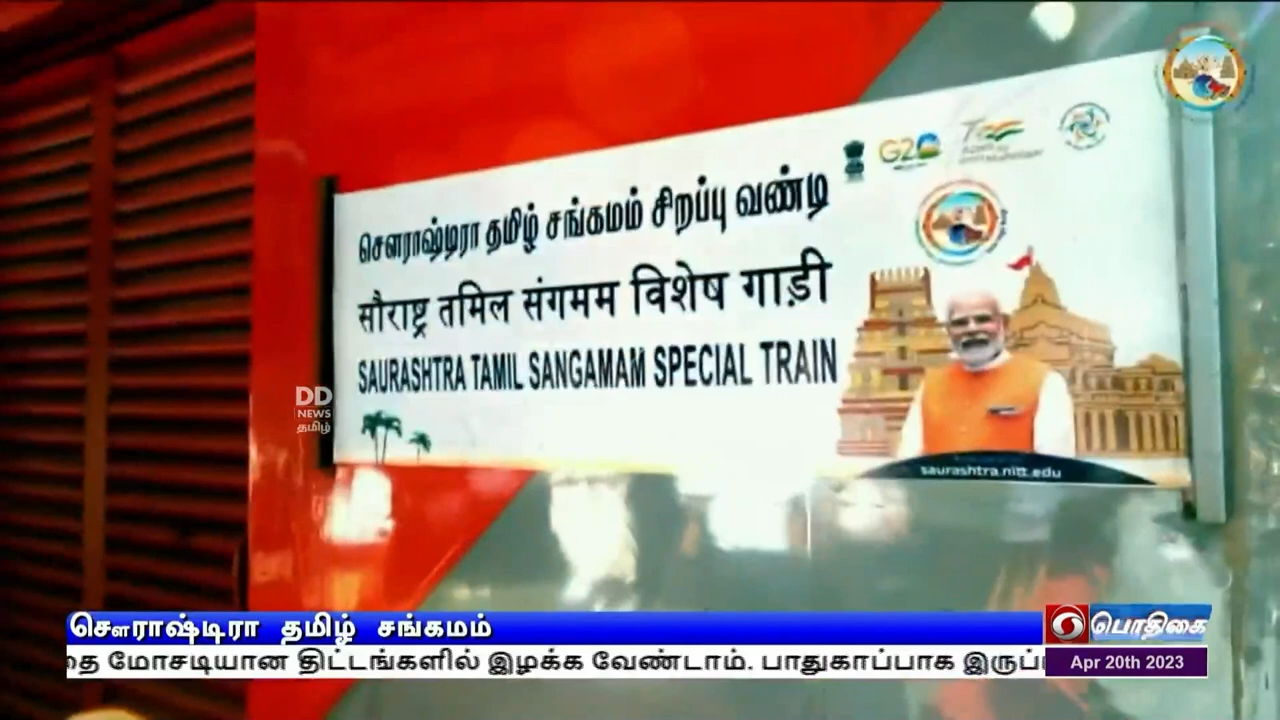 G20
சௌராஷ்டிரா தமிழ் சங்கமம் சிறப்பு வண்டி
सौराष्ट्र तमिल संगमम विशेष गाड़ी
SAURASHTRA TAMIL SANGAMAM SPECIAL TRAIN
saurashtra.nitt.edu
DD
NEWS
தமிழ்
சௌராஷ்டிரா தமிழ் சங்கமம்
பொதிகை
மோசடியான திட்டங்களில் இழக்க வேண்டாம். பாதுகாப்பாக
Apr 20th 2023